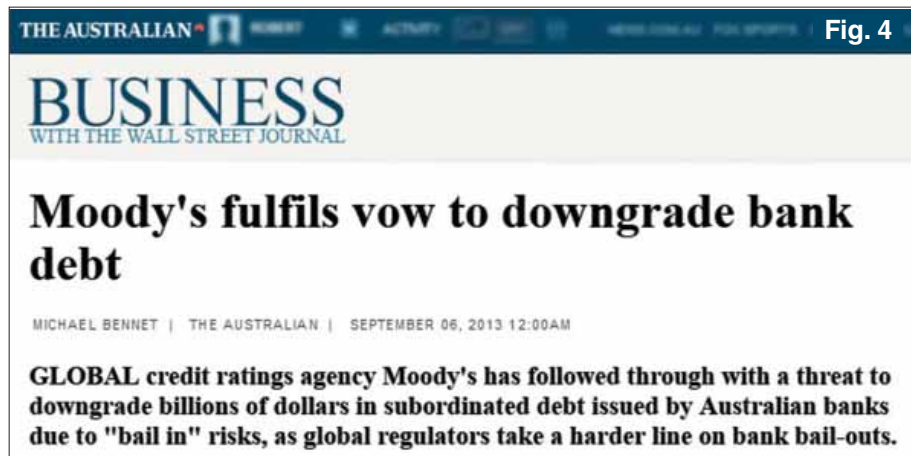 THE AUSTRALIAN
Fig. 4
BUSINESS
WITH THE WALL STREET JOURNAL
Moody's fulfils vow to downgrade bank
debt
MICHAEL BENNET | THE AUSTRALIAN | SEPTEMBER 06, 2013 12:00AM
GLOBAL credit ratings agency Moody's has followed through with a threat to
downgrade billions of dollars in subordinated debt issued by Australian banks
due to "bail in" risks, as global regulators take a harder line on bank bail-outs.